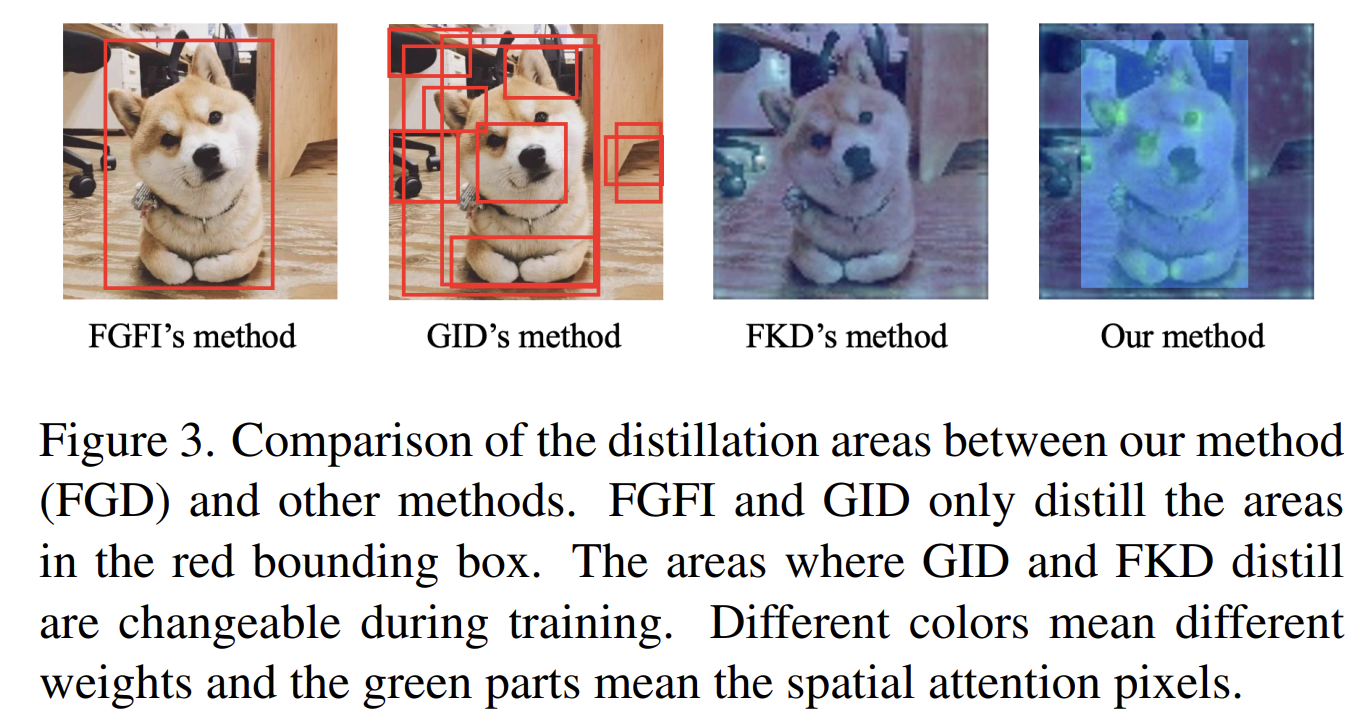 FGFI’s method GID’s method FKD’s method Our method
Figure 3. Comparison of the distillation areas between our method
(FGD) and other methods. FGFI and GID only distill the areas
in the red bounding box. The areas where GID and FKD distill
are changeable during training. Different colors mean different
weights and the green parts mean the spatial attention pixels.